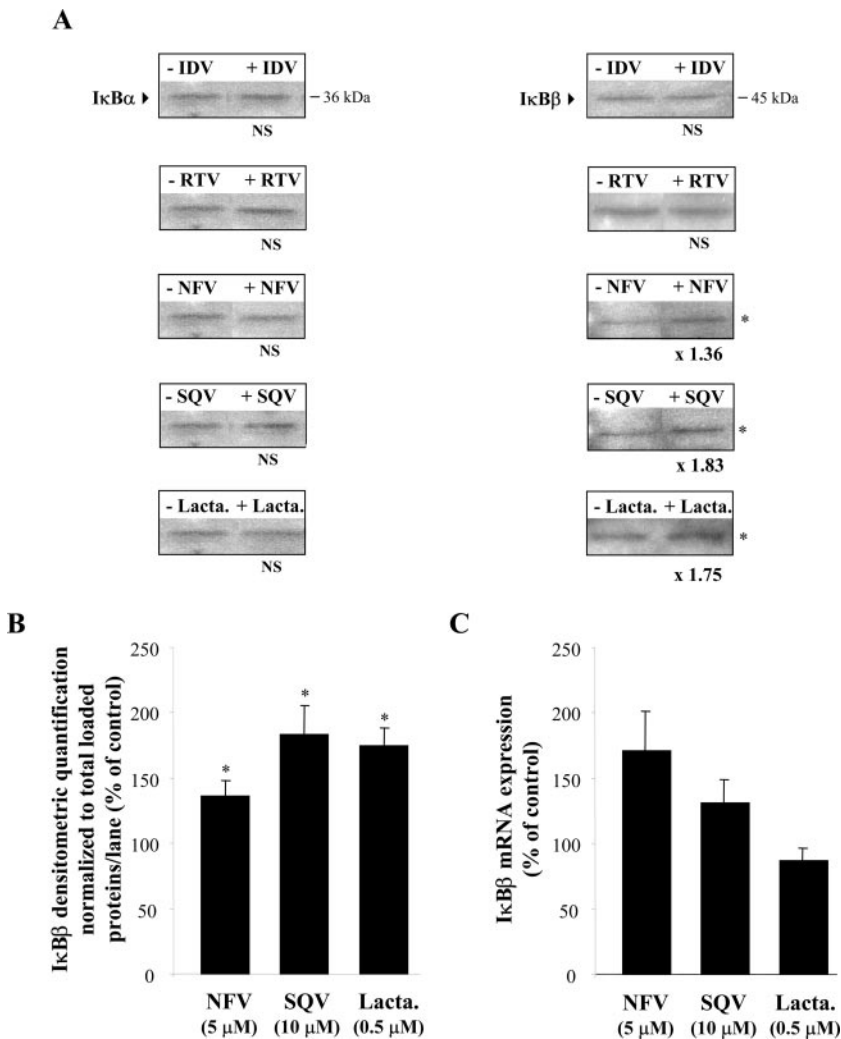 A
- IDV + IDV
IκBα
36 kDa
NS
- IDV + IDV
IκBβ
45 kDa
NS
- RTV + RTV
NS
- RTV + RTV
NS
- NFV + NFV
NS
- NFV + NFV
*
x 1.36
- SQV + SQV
NS
- SQV + SQV
*
x 1.83
- Lacta. + Lacta.
NS
- Lacta. + Lacta.
*
x 1.75
B
IκBβ densitometric quantification
normalized to total loaded
proteins/lane (% of control)
250
200
150
100
50
0
*
*
*
NFV SQV Lacta.
(5 μM) (10 μM) (0.5 μM)
C
IκBβ mRNA expression
(% of control)
250
200
150
100
50
0
NFV SQV Lacta.
(5 μM) (10 μM) (0.5 μM)